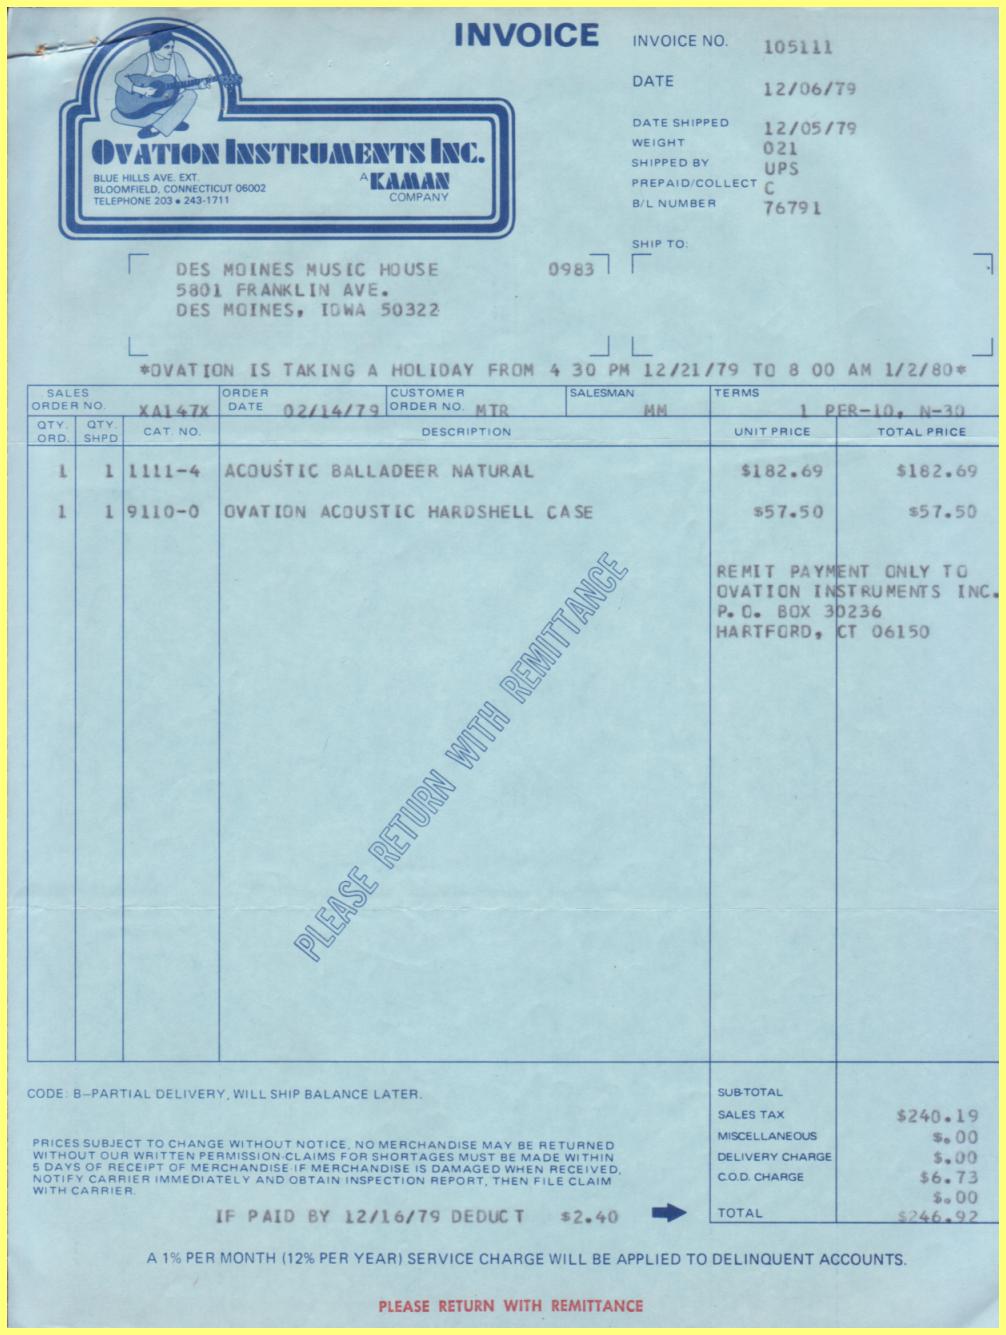 INVOICE
INVOICE NO. 105111
DATE 12/06/79
DATE SHIPPED 12/05/79
WEIGHT 021
SHIPPED BY UPS
PREPAID/COLLECT C
B/L NUMBER 76791
OVATION INSTRUMENTS INC.
BLUE HILLS AVE. EXT.
BLOOMFIELD, CONNECTICUT 06002
TELEPHONE 203 • 243-1711
A KAMAN
COMPANY
SHIP TO:
DES MOINES MUSIC HOUSE 0983
5801 FRANKLIN AVE.
DES MOINES, IOWA 50322
*OVATION IS TAKING A HOLIDAY FROM 4 30 PM 12/21/79 TO 8 00 AM 1/2/80*
SALES ORDER NO. XA147X ORDER DATE 02/14/79 CUSTOMER ORDER NO. MTR SALESMAN MM TERMS 1 PER-10, N-30
QTY. ORD. QTY. SHPD CAT. NO. DESCRIPTION UNIT PRICE TOTAL PRICE
1 1 1111-4 ACOUSTIC BALLADEER NATURAL $182.69 $182.69
1 1 9110-0 OVATION ACOUSTIC HARDSHELL CASE $57.50 $57.50
REMIT PAYMENT ONLY TO
OVATION INSTRUMENTS INC.
P.O. BOX 30236
HARTFORD, CT 06150
PLEASE RETURN WITH REMITTANCE
CODE: B–PARTIAL DELIVERY, WILL SHIP BALANCE LATER.
PRICES SUBJECT TO CHANGE WITHOUT NOTICE, NO MERCHANDISE MAY BE RETURNED
WITHOUT OUR WRITTEN PERMISSION-CLAIMS FOR SHORTAGES MUST BE MADE WITHIN
5 DAYS OF RECEIPT OF MERCHANDISE-IF MERCHANDISE IS DAMAGED WHEN RECEIVED,
NOTIFY CARRIER IMMEDIATELY AND OBTAIN INSPECTION REPORT, THEN FILE CLAIM
WITH CARRIER.
SUB-TOTAL
SALES TAX $240.19
MISCELLANEOUS $.00
DELIVERY CHARGE $.00
C.O.D. CHARGE $6.73
$.00
IF PAID BY 12/16/79 DEDUCT $2.40
TOTAL $246.92
A 1% PER MONTH (12% PER YEAR) SERVICE CHARGE WILL BE APPLIED TO DELINQUENT ACCOUNTS.
PLEASE RETURN WITH REMITTANCE